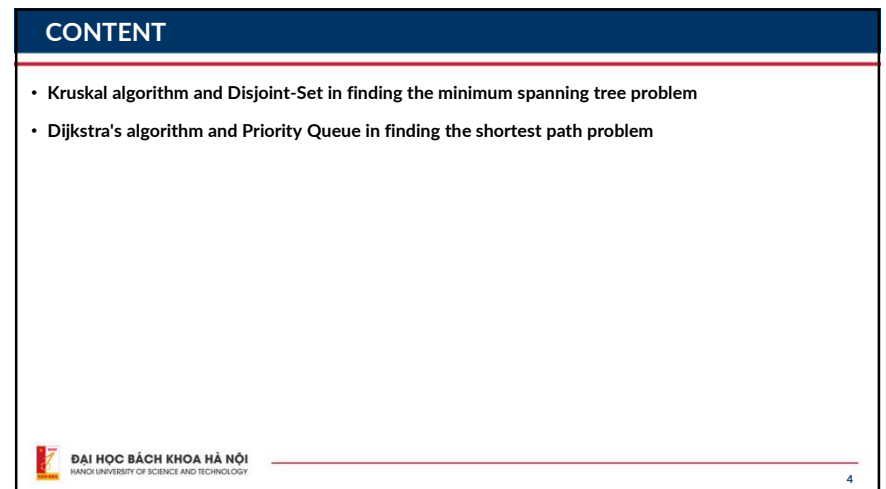 CONTENT
• Kruskal algorithm and Disjoint-Set in finding the minimum spanning tree problem
• Dijkstra's algorithm and Priority Queue in finding the shortest path problem
ĐẠI HỌC BÁCH KHOA HÀ NỘI
HANOI UNIVERSITY OF SCIENCE AND TECHNOLOGY
4